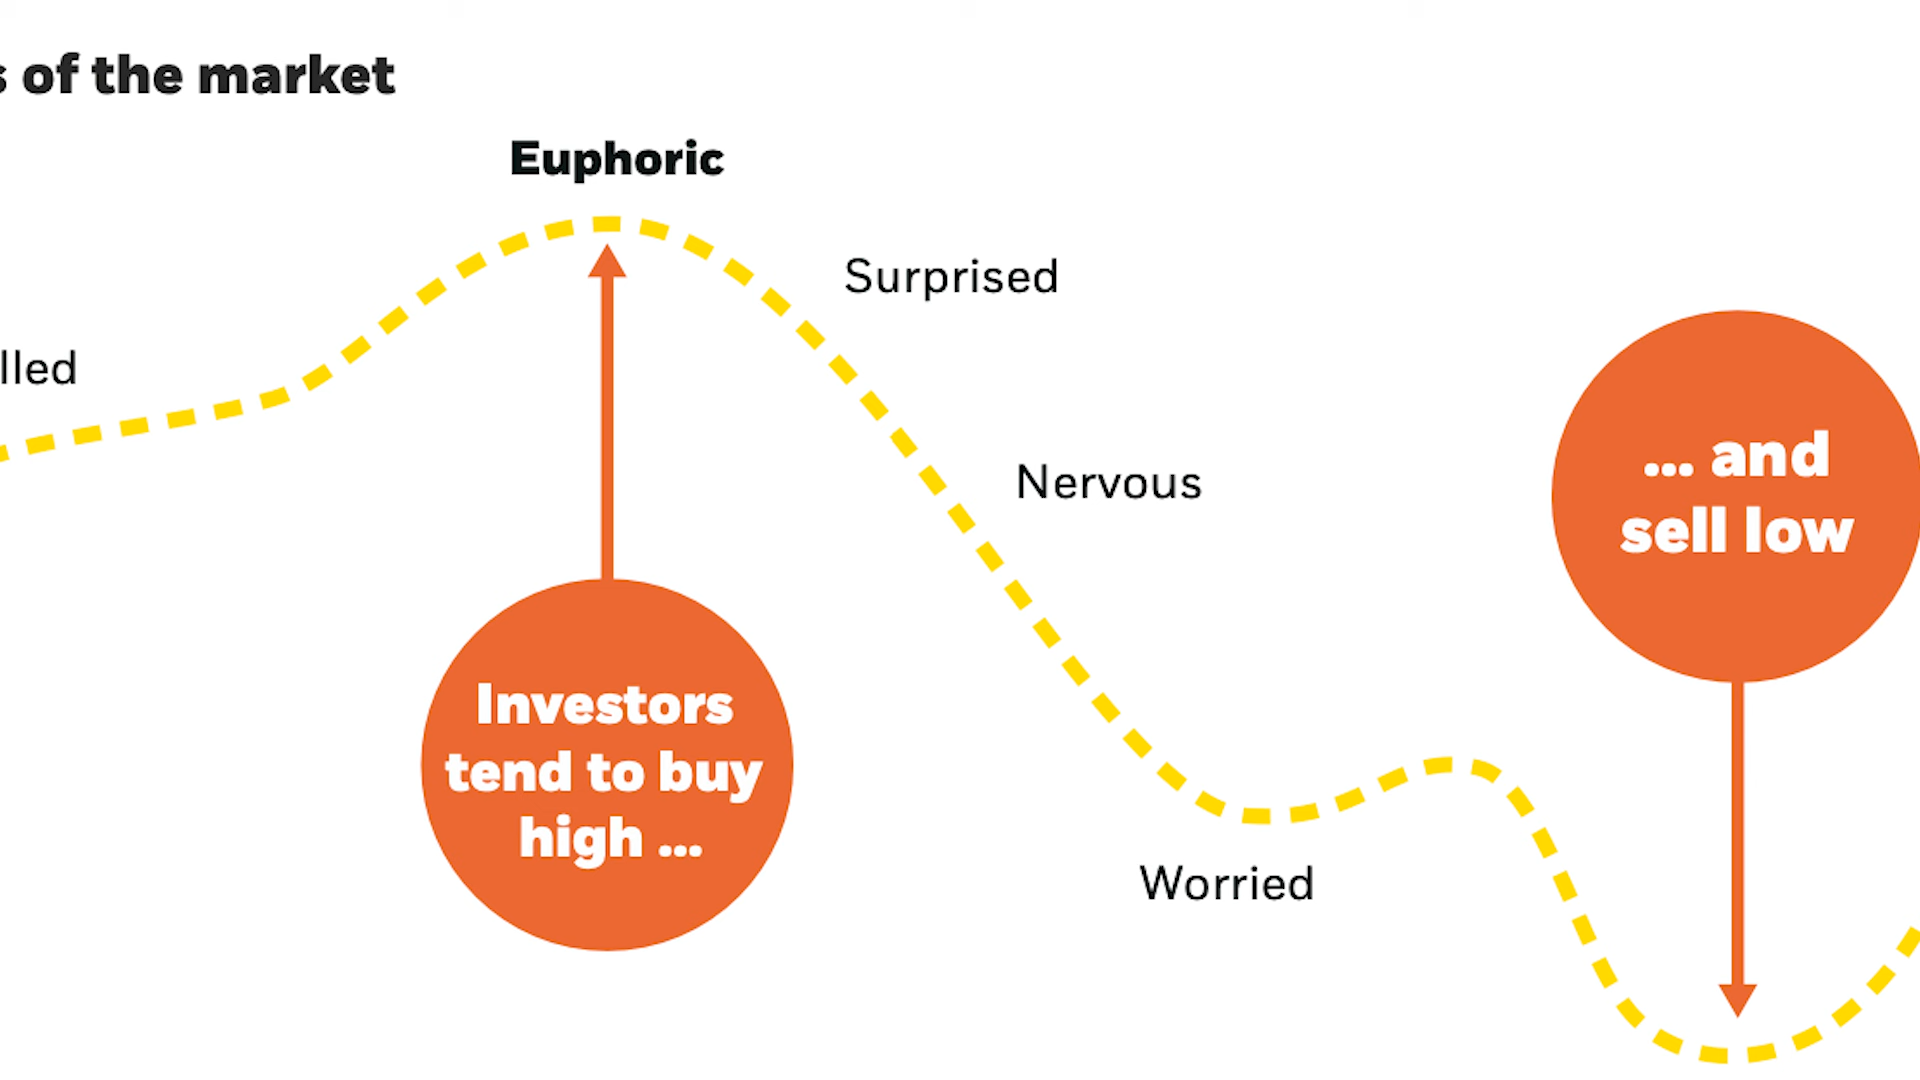 s of the market
Euphoric
Surprised
lled
Nervous
... and
sell low
Investors
tend to buy
high ...
Worried